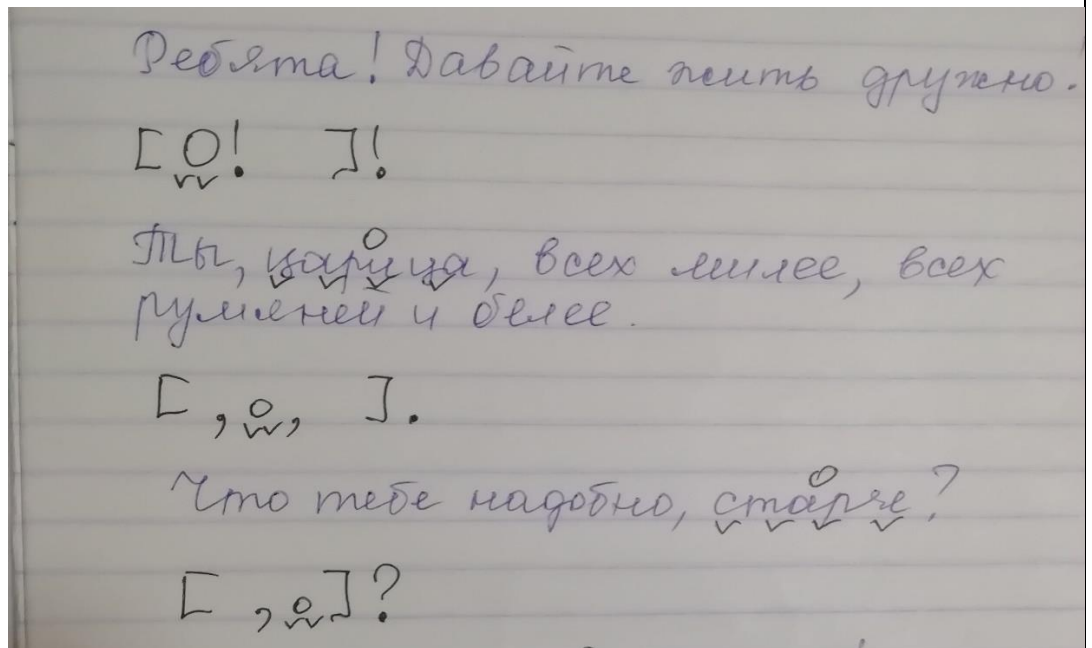 Ребята! Давайте жить дружно.
[О! ]!
Ты, царица, всех милее, всех
румяней и белее.
[ , о, ].
Что тебе надобно, старче?
[ , о]?